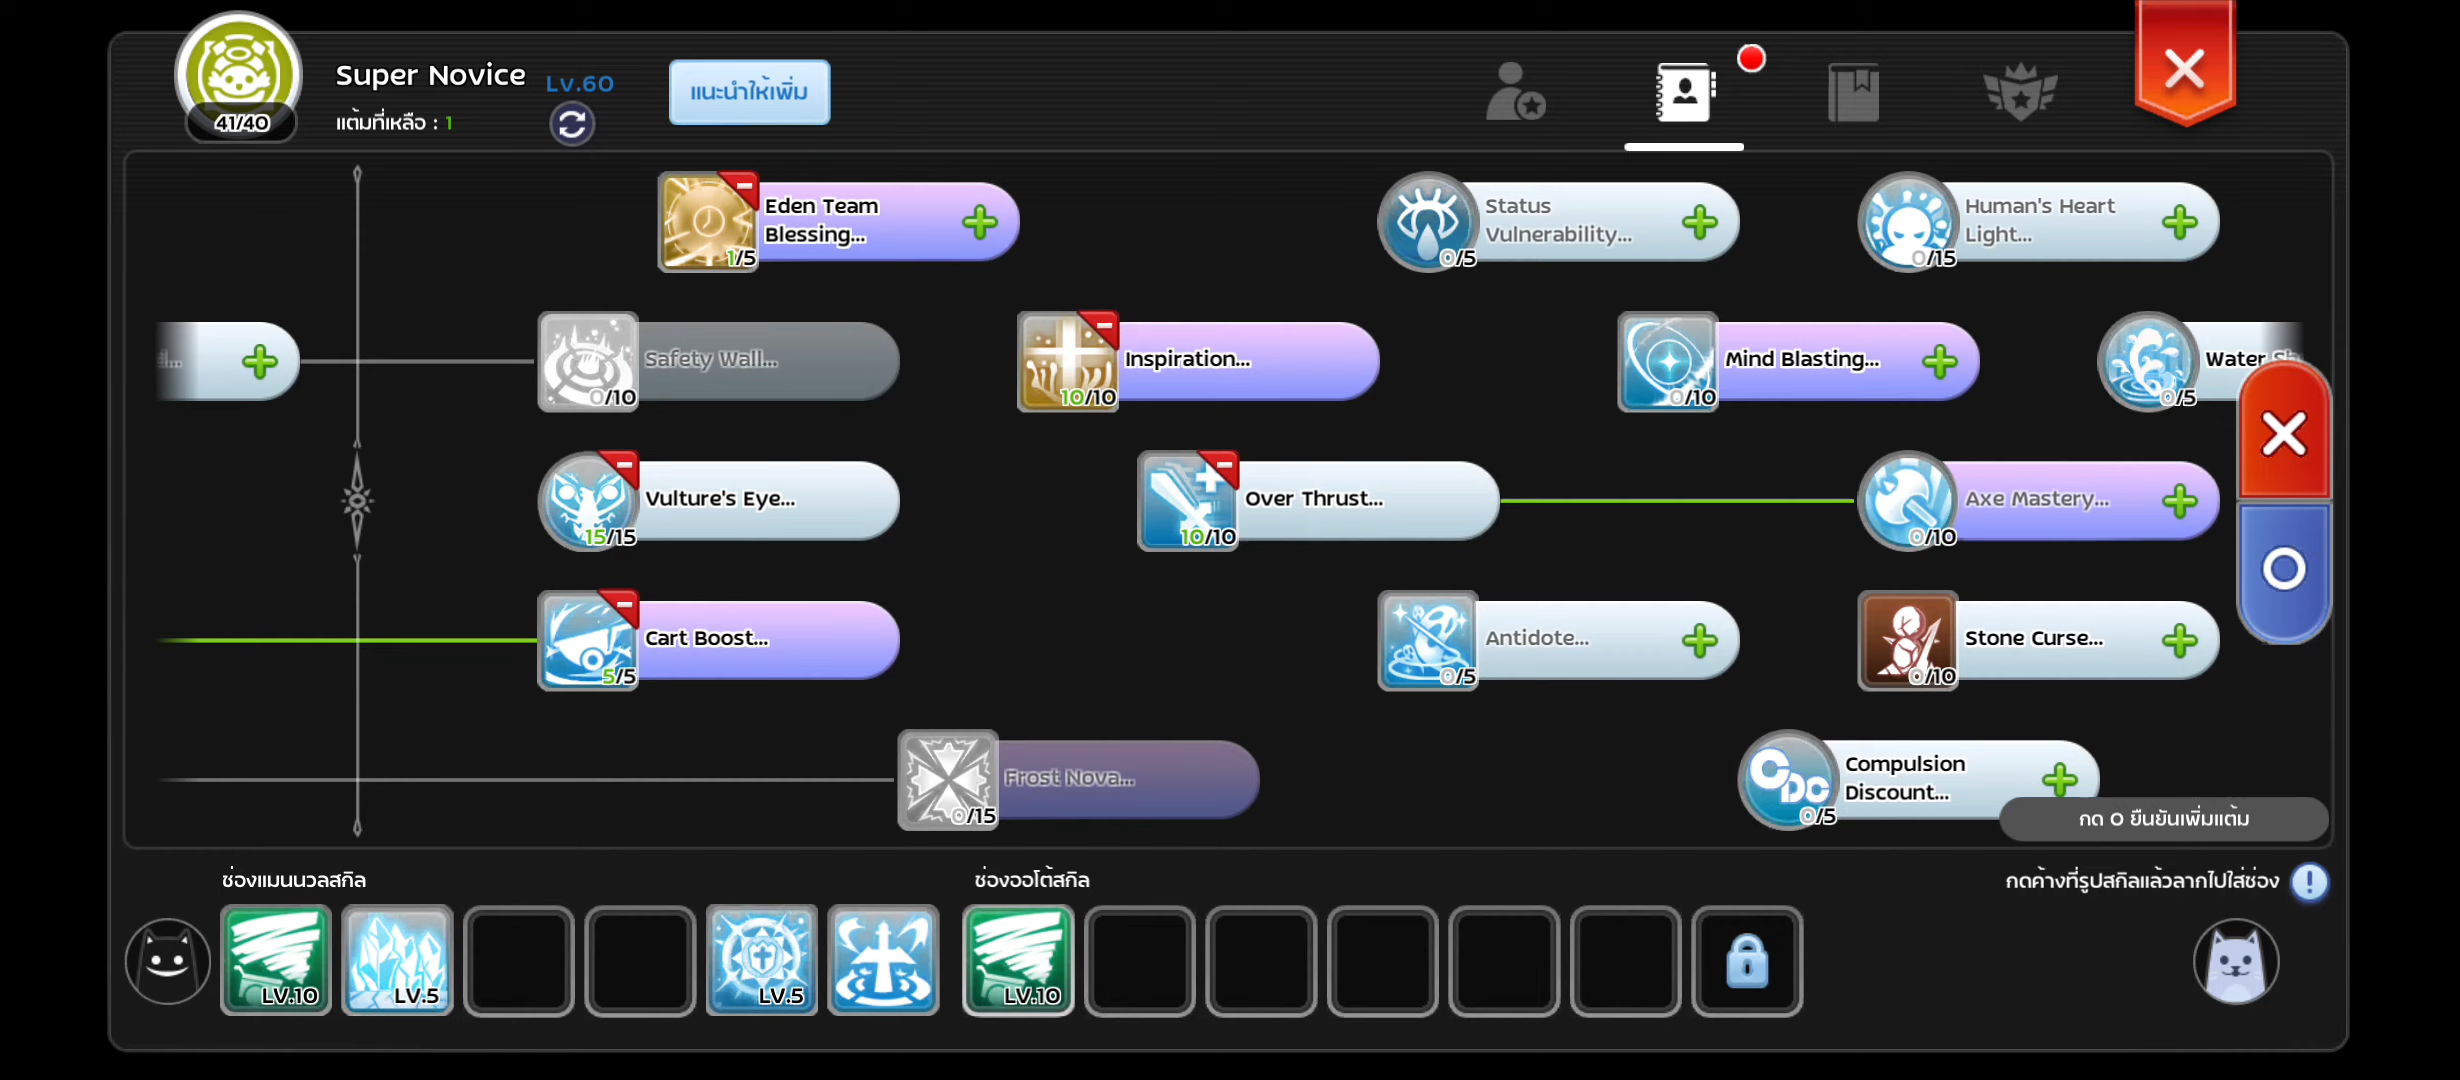 Super Novice Lv.60
แนะนำให้เพิ่ม
41/40
แต้มที่เหลือ : 1
Eden Team
Blessing...
1/5
Status
Vulnerability...
0/5
Human's Heart
Light...
0/15
Safety Wall...
0/10
Inspiration...
10/10
Mind Blasting...
0/10
Water
0/5
Vulture's Eye...
15/15
Over Thrust...
10/10
Axe Mastery...
0/10
Cart Boost...
5/5
Antidote...
0/5
Stone Curse...
0/10
Frost Nova...
0/15
Compulsion
Discount...
0/5
กด O ยืนยันเพิ่มแต้ม
ช่องแมนนวลสกิล
ช่องออโต้สกิล
กดค้างที่รูปสกิลแล้วลากไปใส่ช่อง
LV.10
LV.5
LV.5
LV.10